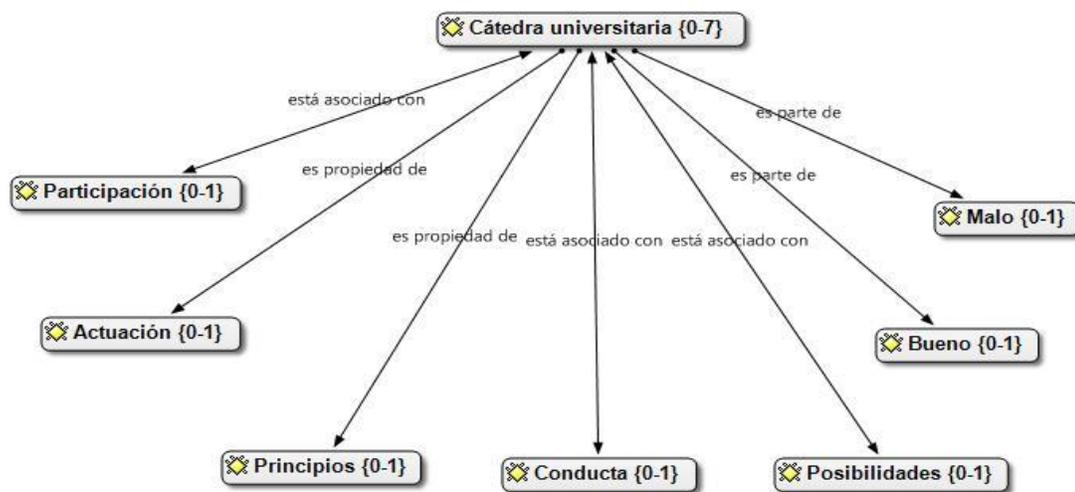 Cátedra universitaria {0-7}
está asociado con
es parte de
es propiedad de
es parte de
Participación {0-1}
Malo {0-1}
es propiedad de
está asociado con
está asociado con
Actuación {0-1}
Bueno {0-1}
Principios {0-1}
Conducta {0-1}
Posibilidades {0-1}